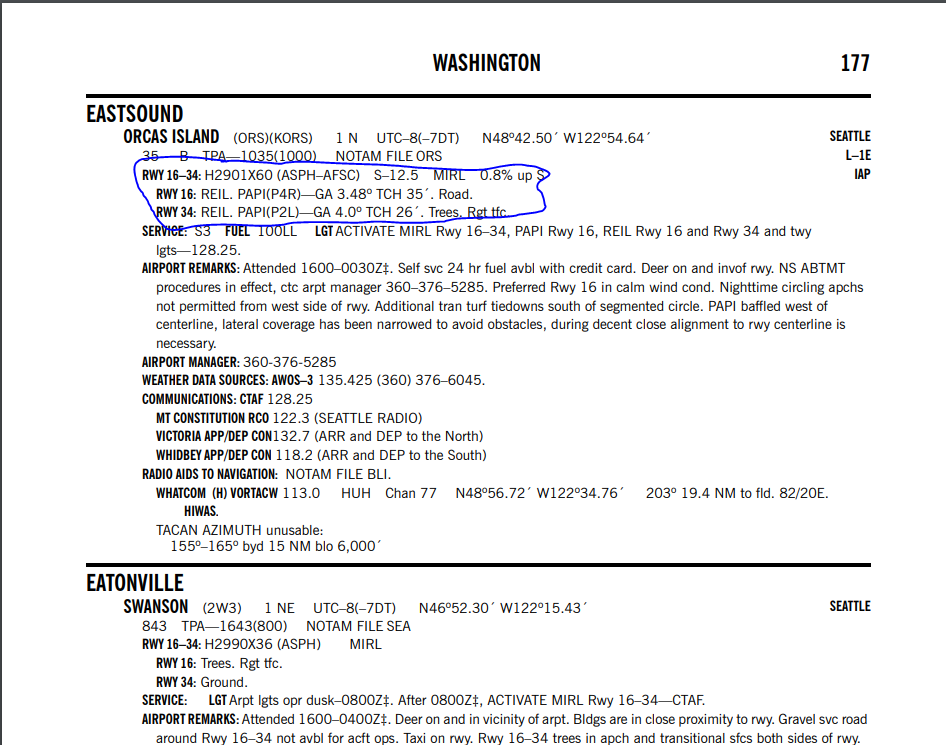 WASHINGTON 177
EASTSOUND
ORCAS ISLAND (ORS)(KORS) 1 N UTC–8(–7DT) N48º42.50´ W122º54.64´ SEATTLE
35 B TPA—1035(1000) NOTAM FILE ORS L–1E
RWY 16–34: H2901X60 (ASPH–AFSC) S–12.5 MIRL 0.8% up S IAP
RWY 16: REIL. PAPI(P4R)—GA 3.48º TCH 35´. Road.
RWY 34: REIL. PAPI(P2L)—GA 4.0º TCH 26´. Trees. Rgt tfc.
SERVICE: S3 FUEL 100LL LGT ACTIVATE MIRL Rwy 16–34, PAPI Rwy 16, REIL Rwy 16 and Rwy 34 and twy
lgts—128.25.
AIRPORT REMARKS: Attended 1600–0030Z‡. Self svc 24 hr fuel avbl with credit card. Deer on and invof rwy. NS ABTMT
procedures in effect, ctc arpt manager 360–376–5285. Preferred Rwy 16 in calm wind cond. Nighttime circling apchs
not permitted from west side of rwy. Additional tran turf tiedowns south of segmented circle. PAPI baffled west of
centerline, lateral coverage has been narrowed to avoid obstacles, during decent close alignment to rwy centerline is
necessary.
AIRPORT MANAGER: 360-376-5285
WEATHER DATA SOURCES: AWOS–3 135.425 (360) 376–6045.
COMMUNICATIONS: CTAF 128.25
MT CONSTITUTION RCO 122.3 (SEATTLE RADIO)
VICTORIA APP/DEP CON 132.7 (ARR and DEP to the North)
WHIDBEY APP/DEP CON 118.2 (ARR and DEP to the South)
RADIO AIDS TO NAVIGATION: NOTAM FILE BLI.
WHATCOM (H) VORTACW 113.0 HUH Chan 77 N48º56.72´ W122º34.76´ 203º 19.4 NM to fld. 82/20E.
HIWAS.
TACAN AZIMUTH unusable:
155º–165º byd 15 NM blo 6,000´
EATONVILLE
SWANSON (2W3) 1 NE UTC–8(–7DT) N46º52.30´ W122º15.43´ SEATTLE
843 TPA—1643(800) NOTAM FILE SEA
RWY 16–34: H2990X36 (ASPH) MIRL
RWY 16: Trees. Rgt tfc.
RWY 34: Ground.
SERVICE: LGT Arpt lgts opr dusk–0800Z‡. After 0800Z‡, ACTIVATE MIRL Rwy 16–34—CTAF.
AIRPORT REMARKS: Attended 1600–0400Z‡. Deer on and in vicinity of arpt. Bldgs are in close proximity to rwy. Gravel svc road
around Rwy 16–34 not avbl for acft ops. Taxi on rwy. Rwy 16–34 trees in apch and transitional sfcs both sides of rwy.